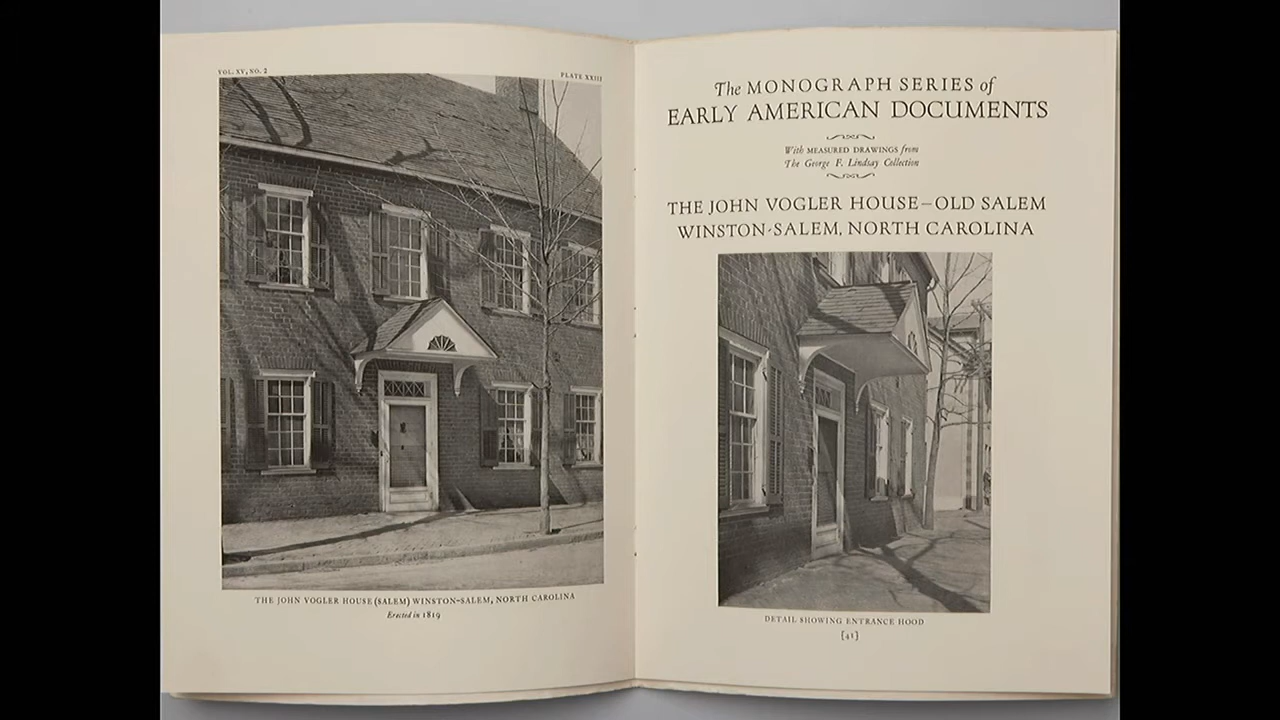 VOL. XV, NO. 2
PLATE XXIII
THE JOHN VOGLER HOUSE (SALEM) WINSTON-SALEM, NORTH CAROLINA
Erected in 1819
The MONOGRAPH SERIES of
EARLY AMERICAN DOCUMENTS
With MEASURED DRAWINGS from
The George F. Lindsay Collection
THE JOHN VOGLER HOUSE—OLD SALEM
WINSTON-SALEM, NORTH CAROLINA
DETAIL SHOWING ENTRANCE HOOD
[41]